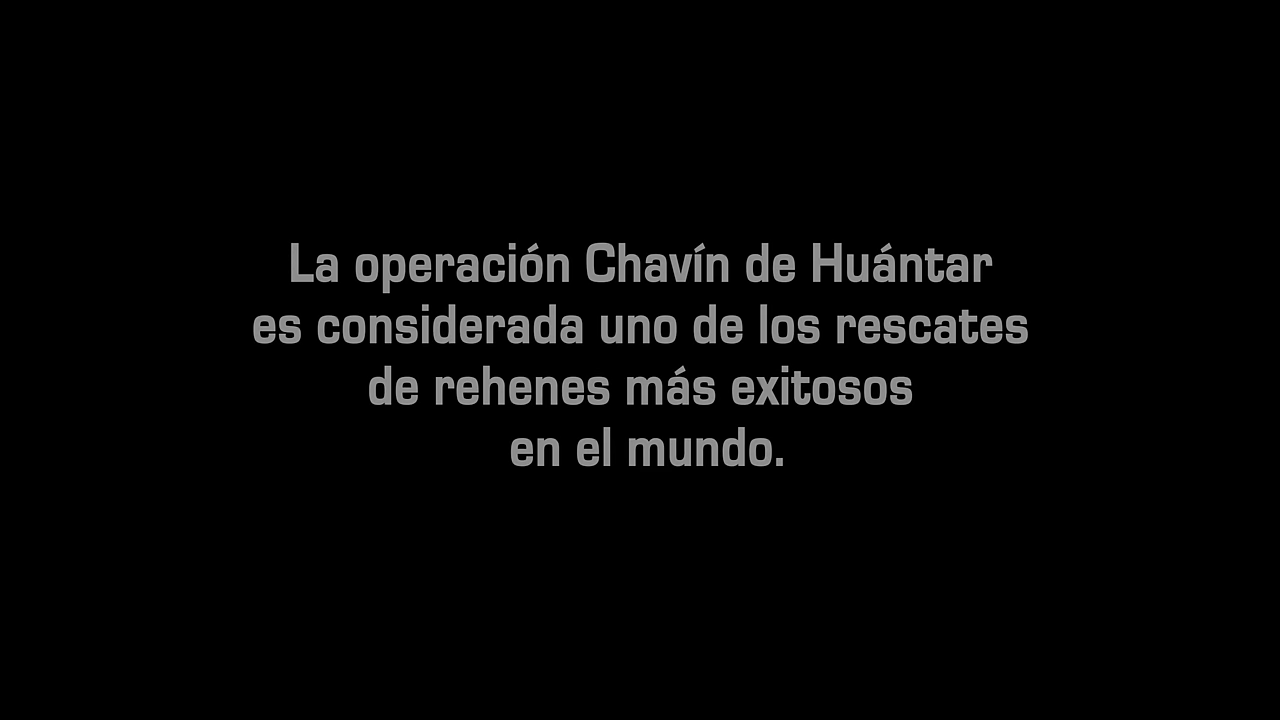 La operación Chavín de Huántar
es considerada uno de los rescates
de rehenes más exitosos
en el mundo.